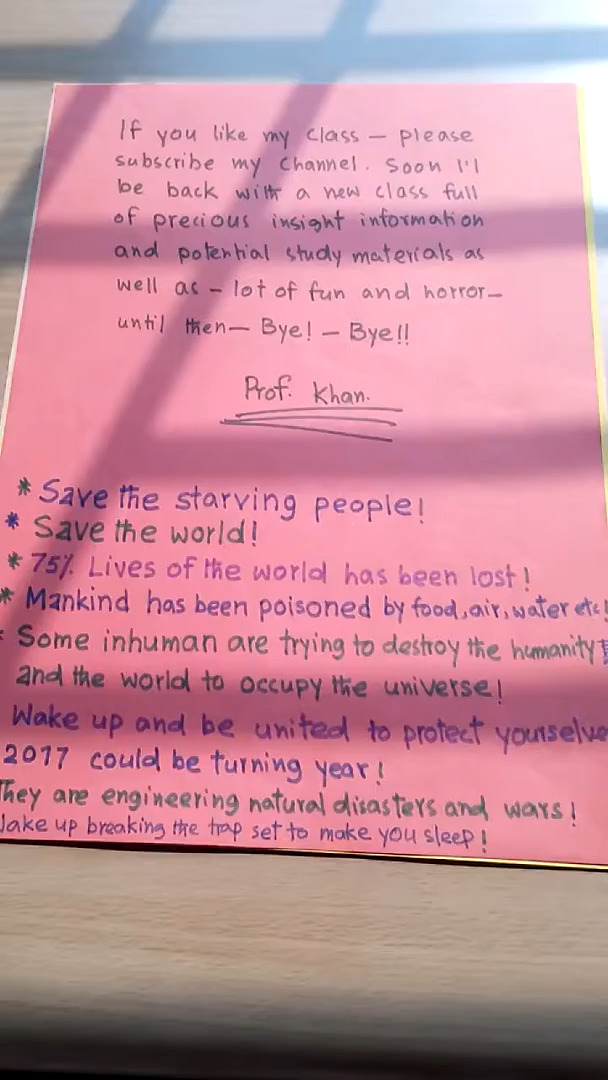 If you like my class – please
subscribe my channel. Soon I'l
be back with a new class full
of precious insight information
and potential study materials as
well as – lot of fun and horror –
until then – Bye! – Bye!!
Prof. Khan.
* Save the starving people!
* Save the world!
* 75% Lives of the world has been lost!
* Mankind has been poisoned by food, air, water etc!
Some inhuman are trying to destroy the humanity
and the world to occupy the universe!
Wake up and be united to protect yourselve
2017 could be turning year!
They are engineering natural disasters and wars!
Wake up breaking the trap set to make you sleep!